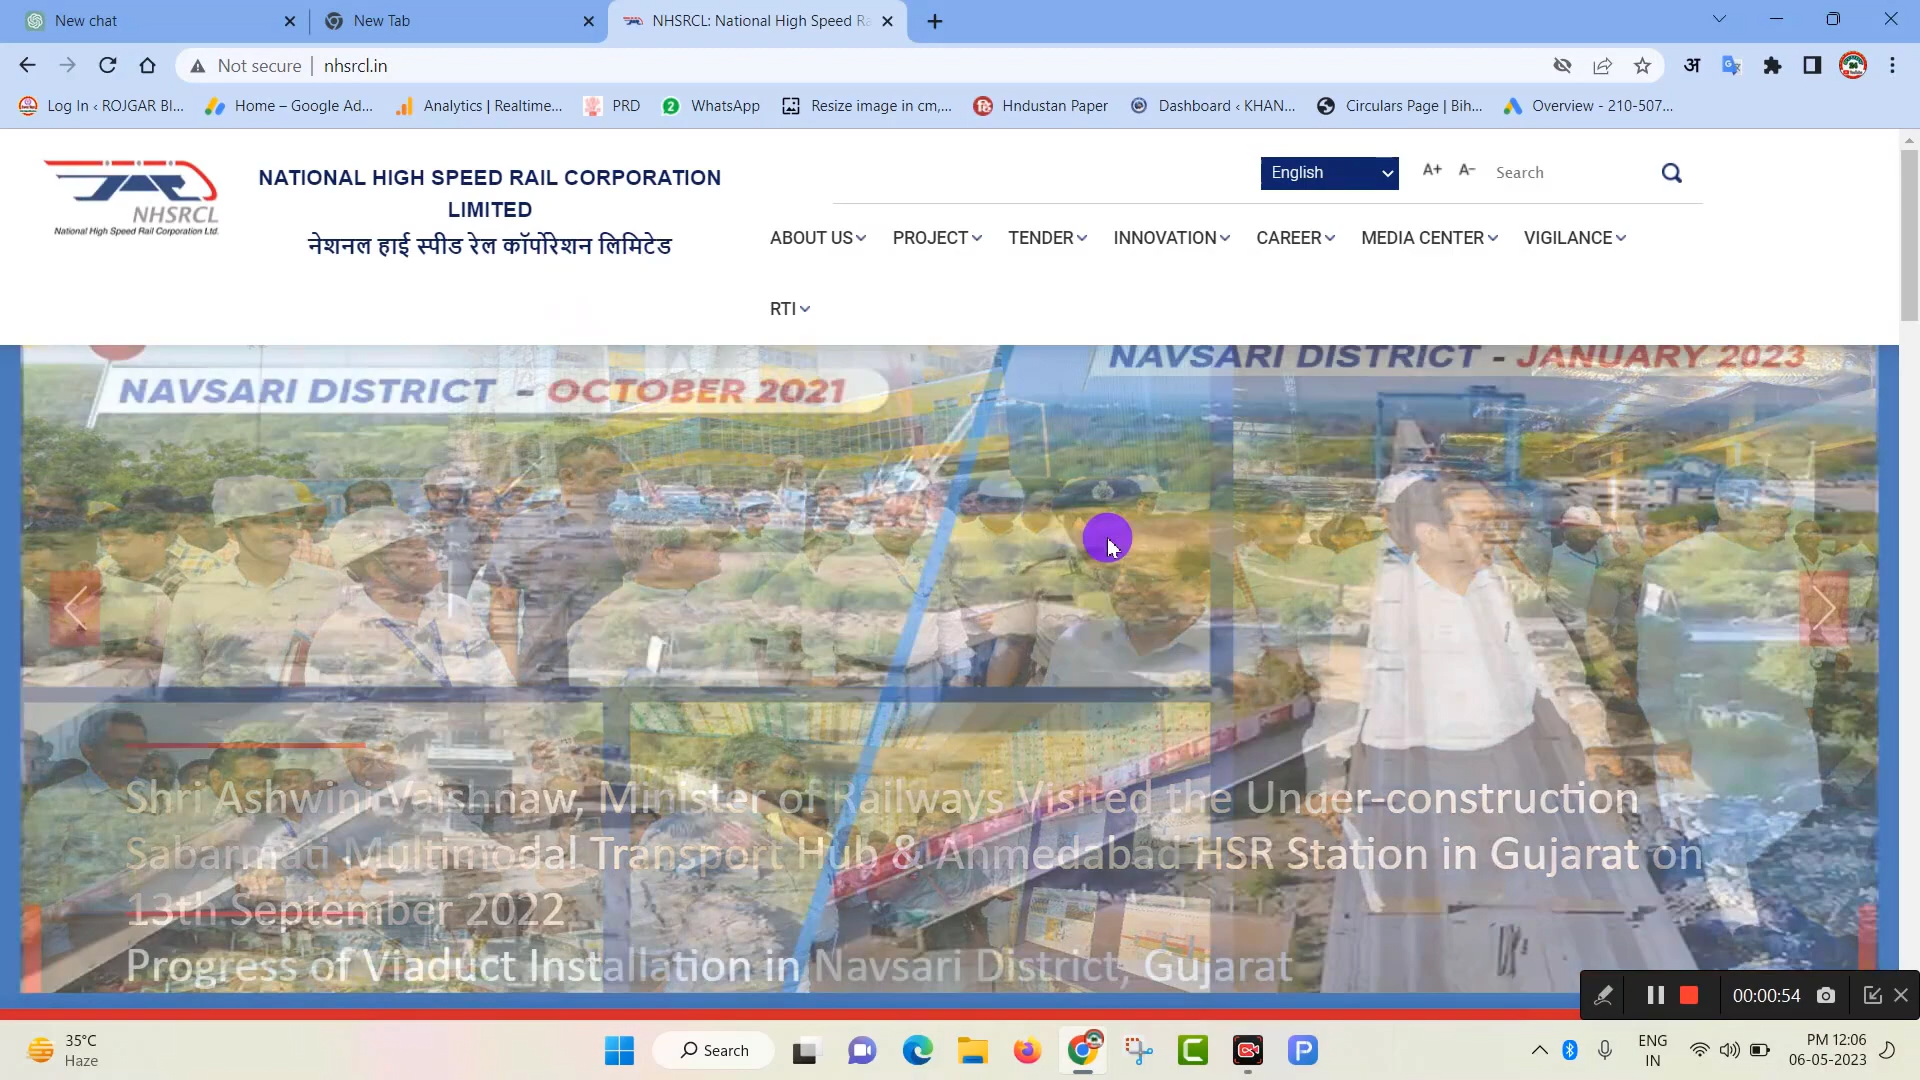 New chat
New Tab
NHSRCL: National High Speed Ra
Not secure
nhsrcl.in
अ
Log In ‹ ROJGAR BI...
Home – Google Ad...
Analytics | Realtime...
PRD
WhatsApp
Resize image in cm,...
Hndustan Paper
Dashboard ‹ KHAN...
Circulars Page | Bih...
Overview - 210-507...
NHSRCL
National High Speed Rail Corporation Ltd.
NATIONAL HIGH SPEED RAIL CORPORATION
LIMITED
नेशनल हाई स्पीड रेल कॉर्पोरेशन लिमिटेड
English
A+
A-
Search
ABOUT US
PROJECT
TENDER
INNOVATION
CAREER
MEDIA CENTER
VIGILANCE
RTI
NAVSARI DISTRICT - OCTOBER 2021
NAVSARI DISTRICT - JANUARY 2023
Shri Ashwini Vaishnaw, Minister of Railways Visited the Under-construction
Sabarmati Multimodal Transport Hub & Ahmedabad HSR Station in Gujarat on
13th September 2022
Progress of Viaduct Installation in Navsari District, Gujarat
00:00:54
35°C
Haze
Search
ENG
IN
PM 12:06
06-05-2023